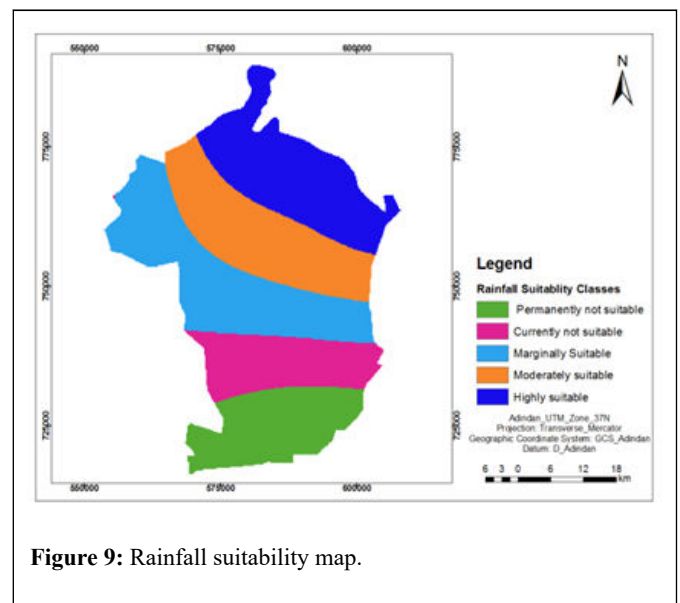 550000 575000 600000
N
775000 775000
750000 750000
725000 725000
Legend
Rainfall Suitablity Classes
Permanently not suitable
Currently not suitable
Marginally Suitable
Moderately suitable
Highly suitable
Adindan_UTM_Zone_37N
Projection: Transverse_Mercator
Geographic Coordinate System: GCS_Adindan
Datum: D_Adindan
6 3 0 6 12 18
km
550000 575000 600000
Figure 9: Rainfall suitability map.